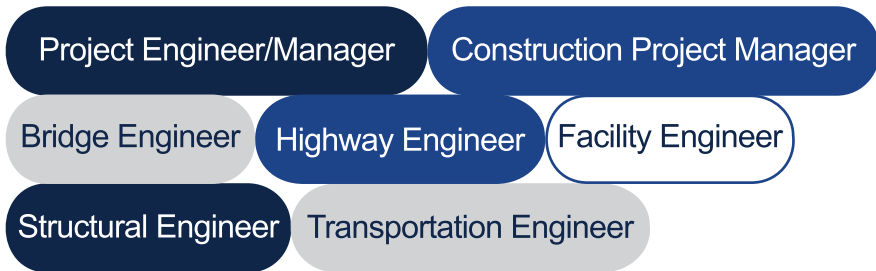 Project Engineer/Manager
Construction Project Manager
Bridge Engineer
Highway Engineer
Facility Engineer
Structural Engineer
Transportation Engineer